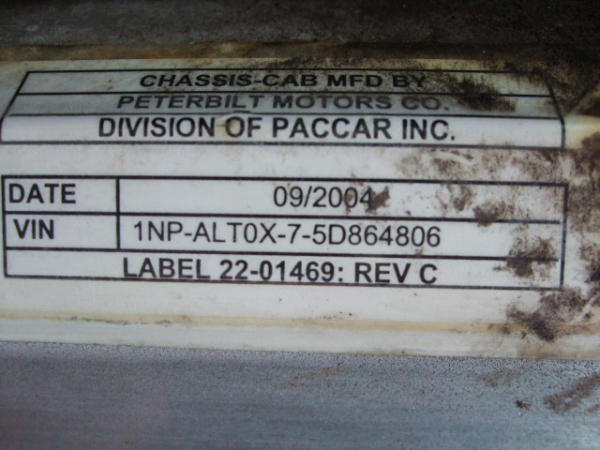 CHASSIS-CAB MFD BY
PETERBILT MOTORS CO.
DIVISION OF PACCAR INC.
DATE 09/2004
VIN 1NP-ALT0X-7-5D864806
LABEL 22-01469: REV C